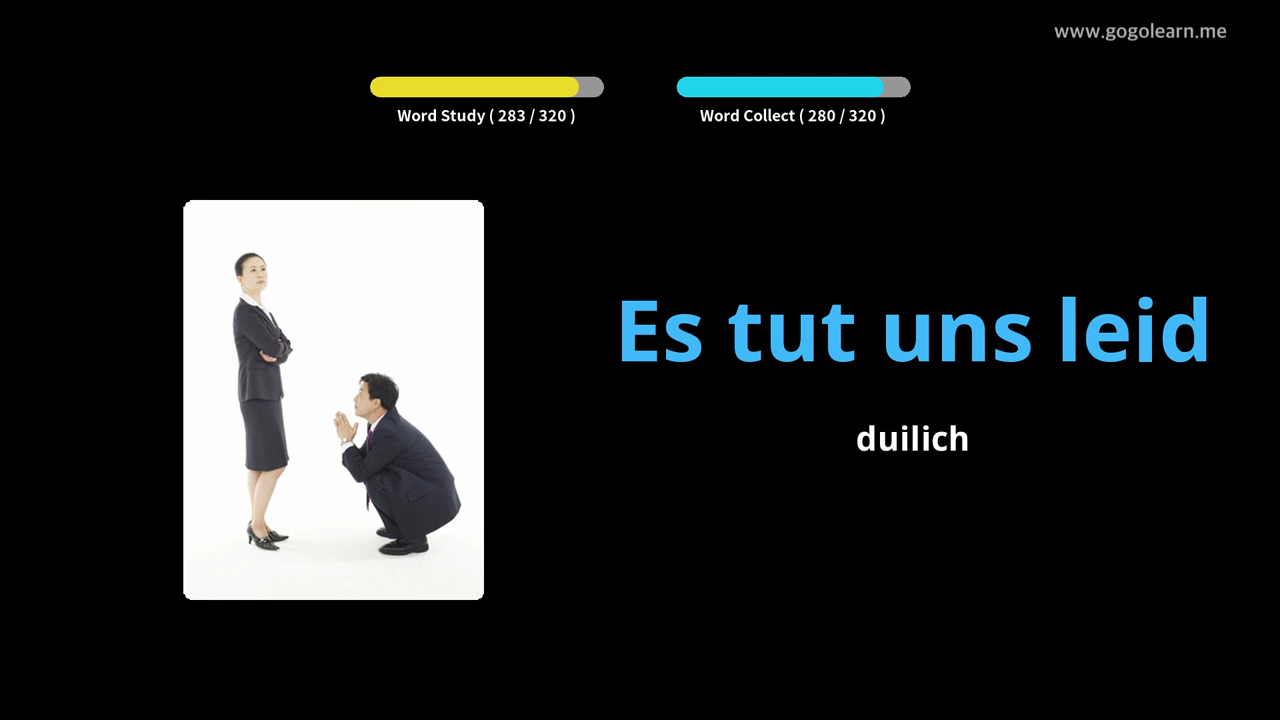 www.gogolearn.me
Word Study ( 283 / 320 )
Word Collect ( 280 / 320 )
Es tut uns leid
duilich